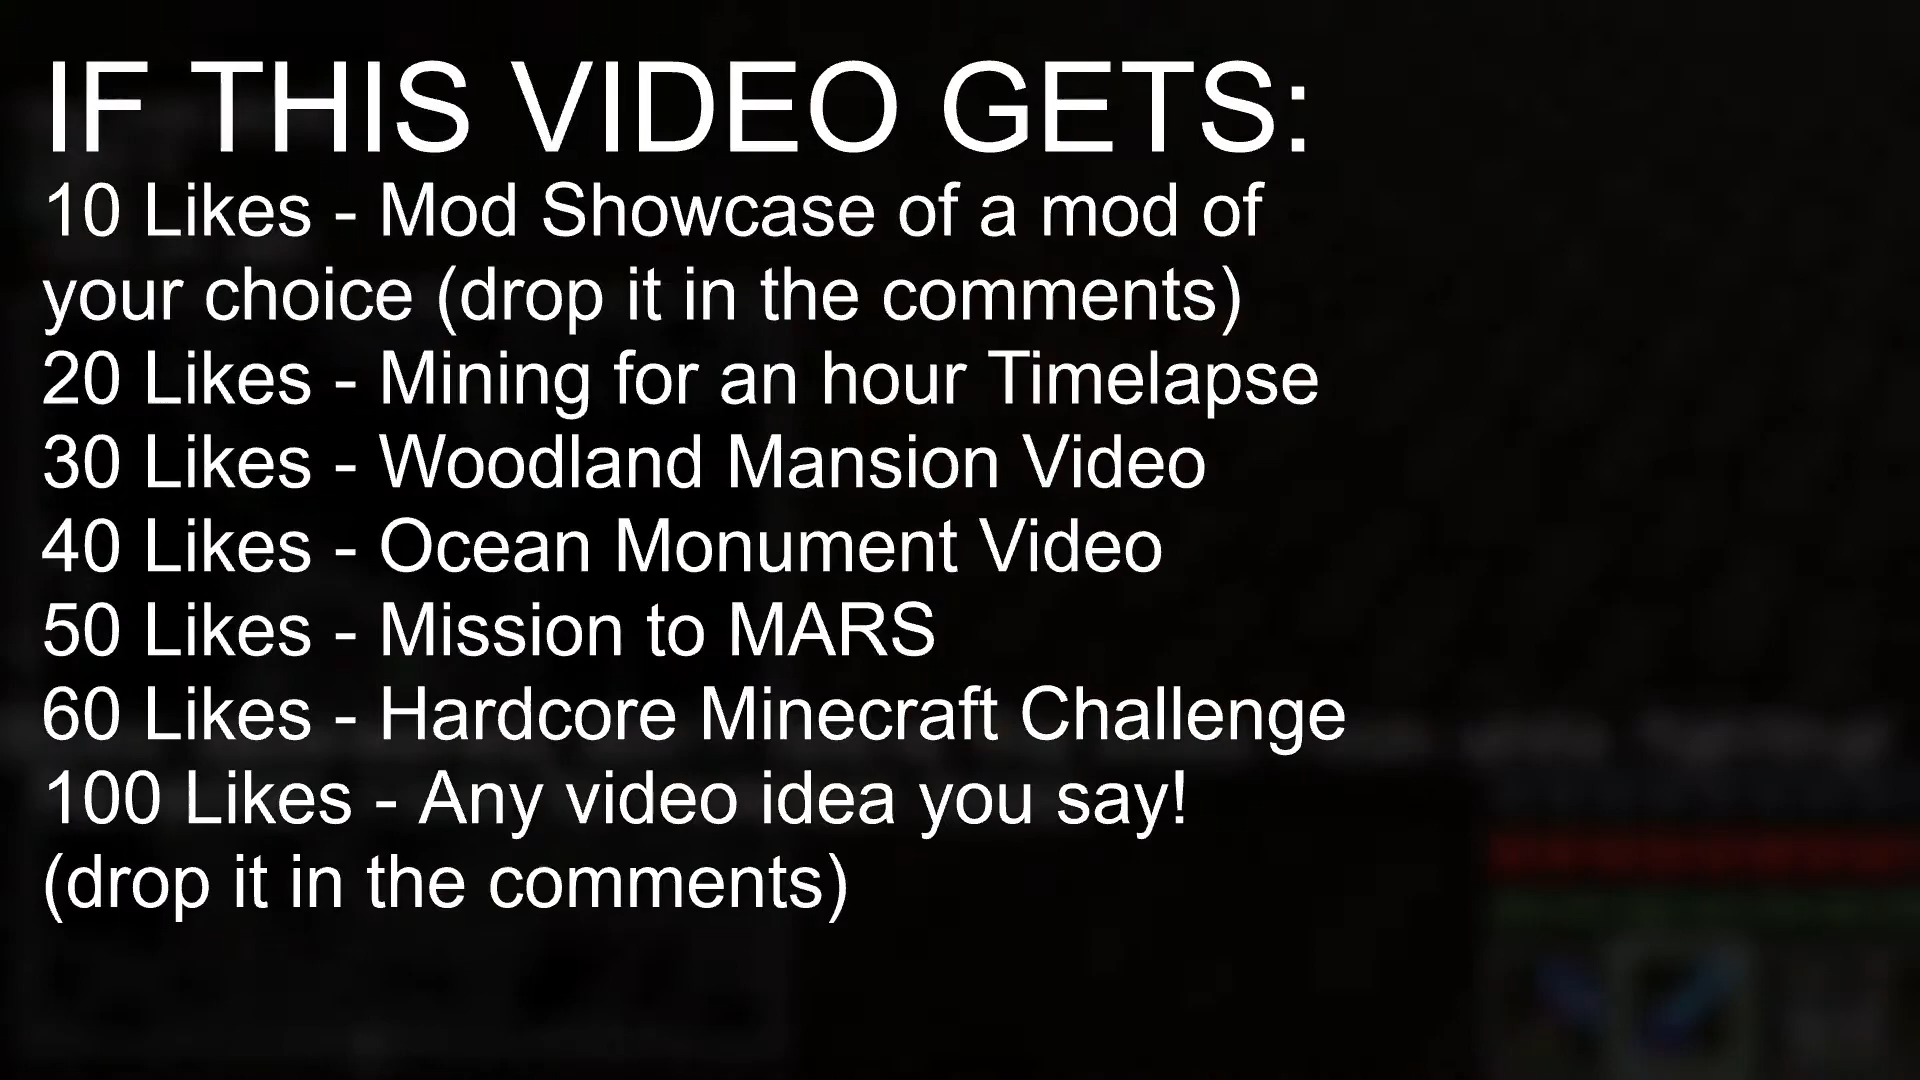 IF THIS VIDEO GETS:
10 Likes - Mod Showcase of a mod of
your choice (drop it in the comments)
20 Likes - Mining for an hour Timelapse
30 Likes - Woodland Mansion Video
40 Likes - Ocean Monument Video
50 Likes - Mission to MARS
60 Likes - Hardcore Minecraft Challenge
100 Likes - Any video idea you say!
(drop it in the comments)